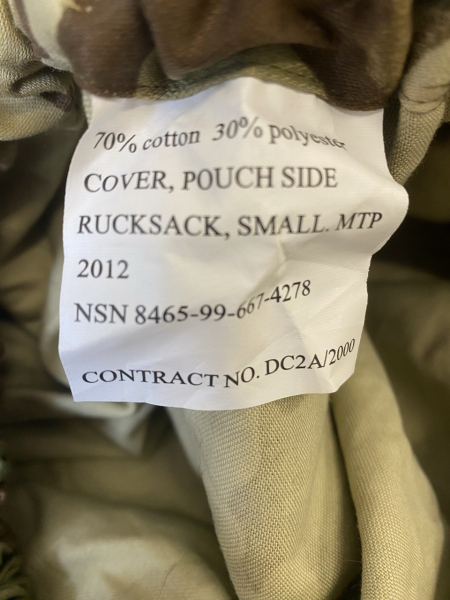 70% cotton 30% polyester
COVER, POUCH SIDE
RUCKSACK, SMALL. MTP
2012
NSN 8465-99-667-4278
CONTRACT NO. DC2A/2000